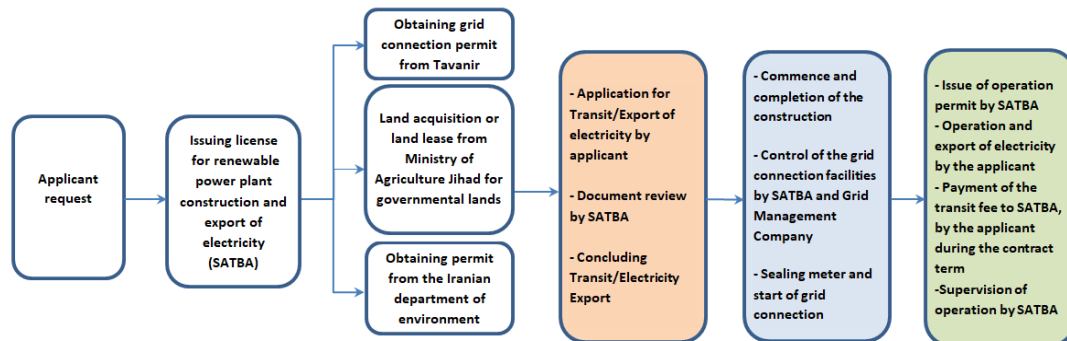 Applicant
request
Issuing license
for renewable
power plant
construction and
export of
electricity
(SATBA)
Obtaining grid
connection permit
from Tavanir
Land acquisition or
land lease from
Ministry of
Agriculture Jihad for
governmental lands
Obtaining permit
from the Iranian
department of
environment
- Application for
Transit/Export of
electricity by
applicant
- Document review
by SATBA
- Concluding
Transit/Electricity
Export
- Commence and
completion of the
construction
- Control of the grid
connection facilities
by SATBA and Grid
Management
Company
- Sealing meter and
start of grid
connection
- Issue of operation
permit by SATBA
- Operation and
export of electricity
by the applicant
- Payment of the
transit fee to SATBA,
by the applicant
during the contract
term
-Supervision of
operation by SATBA